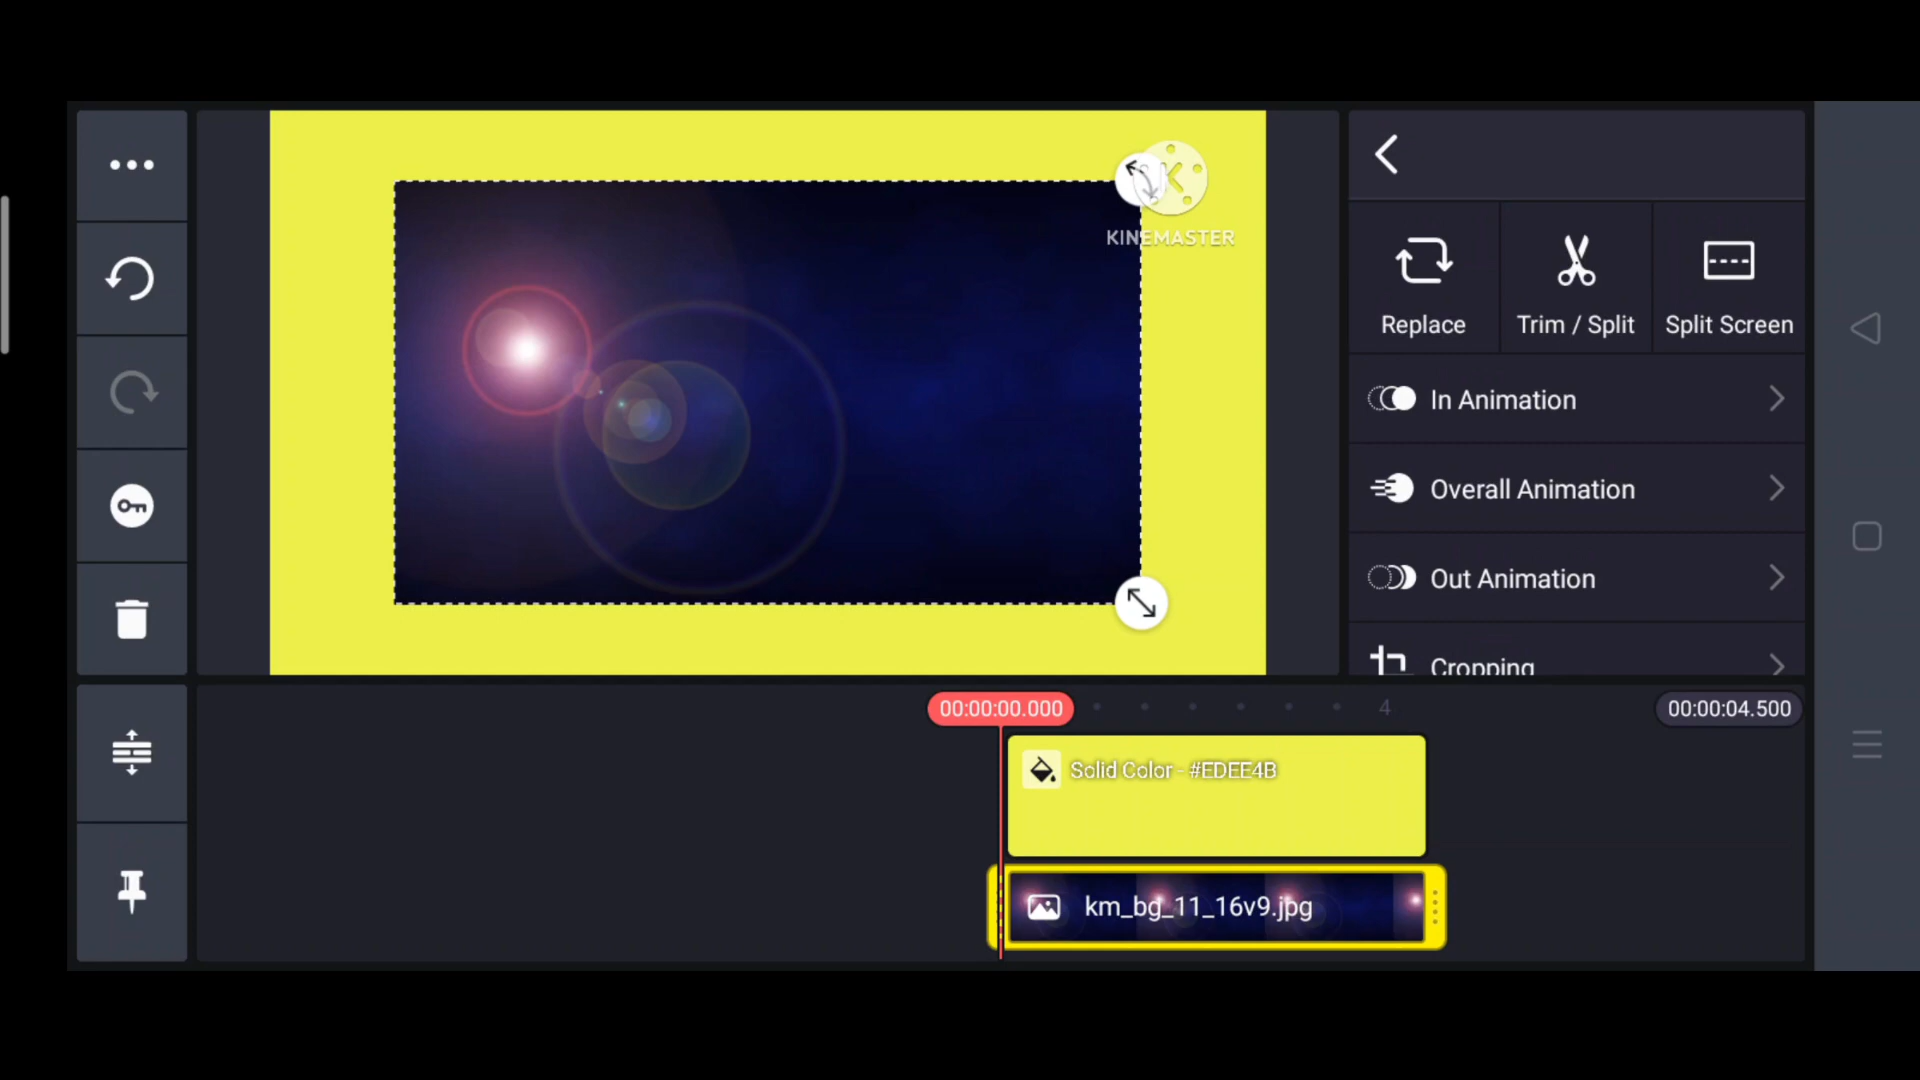 KINEMASTER
Replace
Trim / Split
Split Screen
In Animation
Overall Animation
Out Animation
Cropping
00:00:00.000
4
00:00:04.500
Solid Color - #EDEE4B
km_bg_11_16v9.jpg